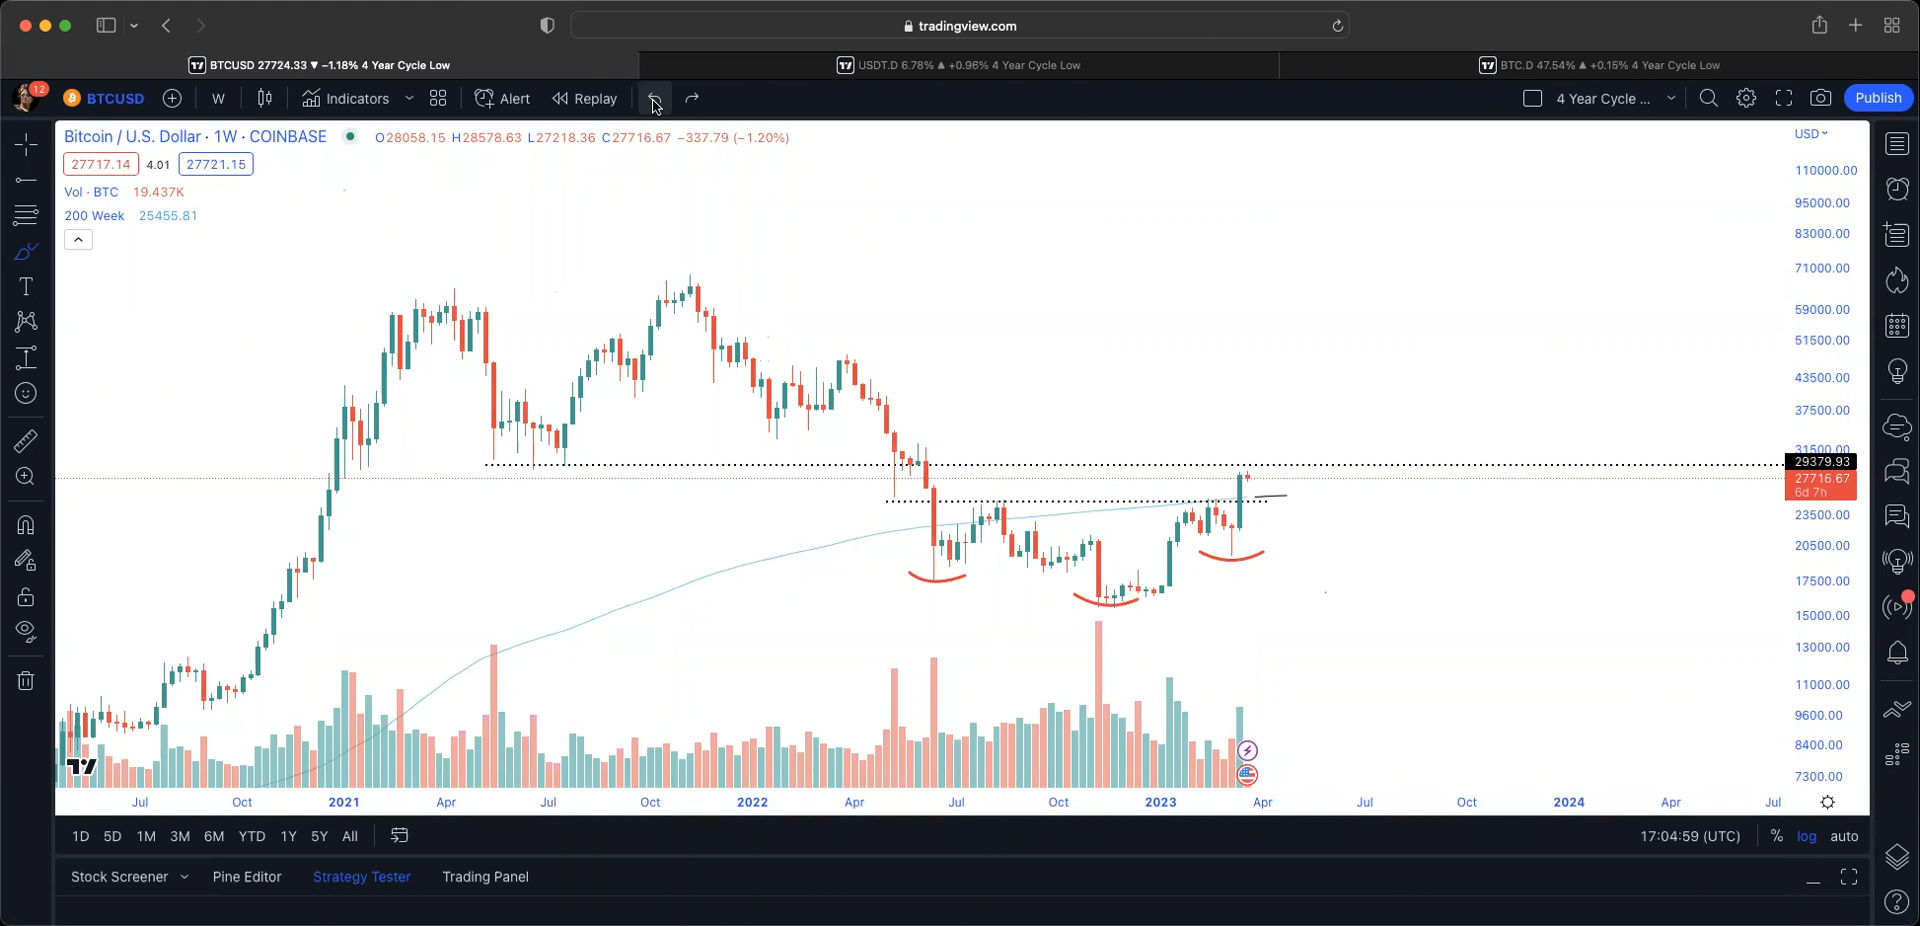 tradingview.com
BTCUSD 27724.33 ▼ −1.18% 4 Year Cycle Low
USDT.D 6.78% ▲ +0.96% 4 Year Cycle Low
BTC.D 47.54% ▲ +0.15% 4 Year Cycle Low
12
BTCUSD W Indicators Alert Replay 4 Year Cycle ... Publish
Bitcoin / U.S. Dollar · 1W · COINBASE O28058.15 H28578.63 L27218.36 C27716.67 −337.79 (−1.20%)
USD
27717.14 4.01 27721.15
Vol · BTC 19.437K
200 Week 25455.81
110000.00
95000.00
83000.00
71000.00
59000.00
51500.00
43500.00
37500.00
31500.00
29379.93
27716.67
6d 7h
23500.00
20500.00
17500.00
15000.00
13000.00
11000.00
9600.00
8400.00
7300.00
Jul Oct 2021 Apr Jul Oct 2022 Apr Jul Oct 2023 Apr Jul Oct 2024 Apr Jul
1D 5D 1M 3M 6M YTD 1Y 5Y All 17:04:59 (UTC) % log auto
Stock Screener Pine Editor Strategy Tester Trading Panel